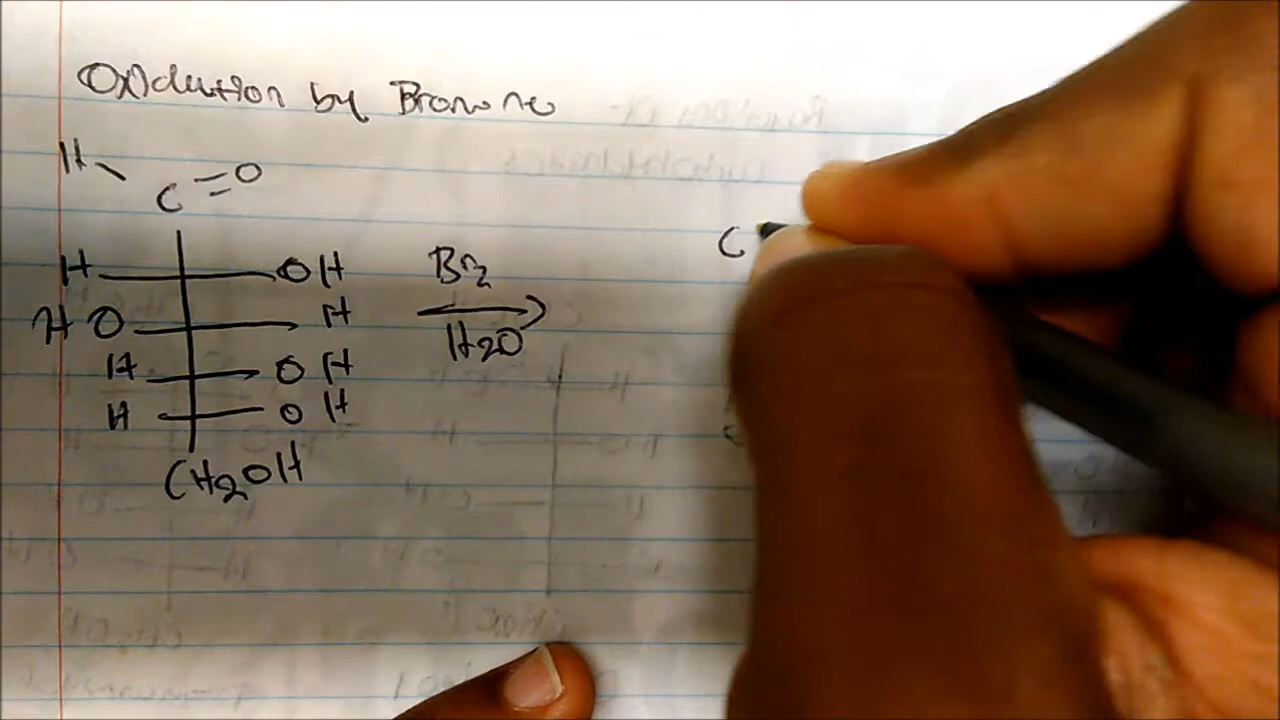 Oxidation by Bromine
H
C=O
H OH
HO H
H OH
H OH
CH2OH
Br2
H2O
C